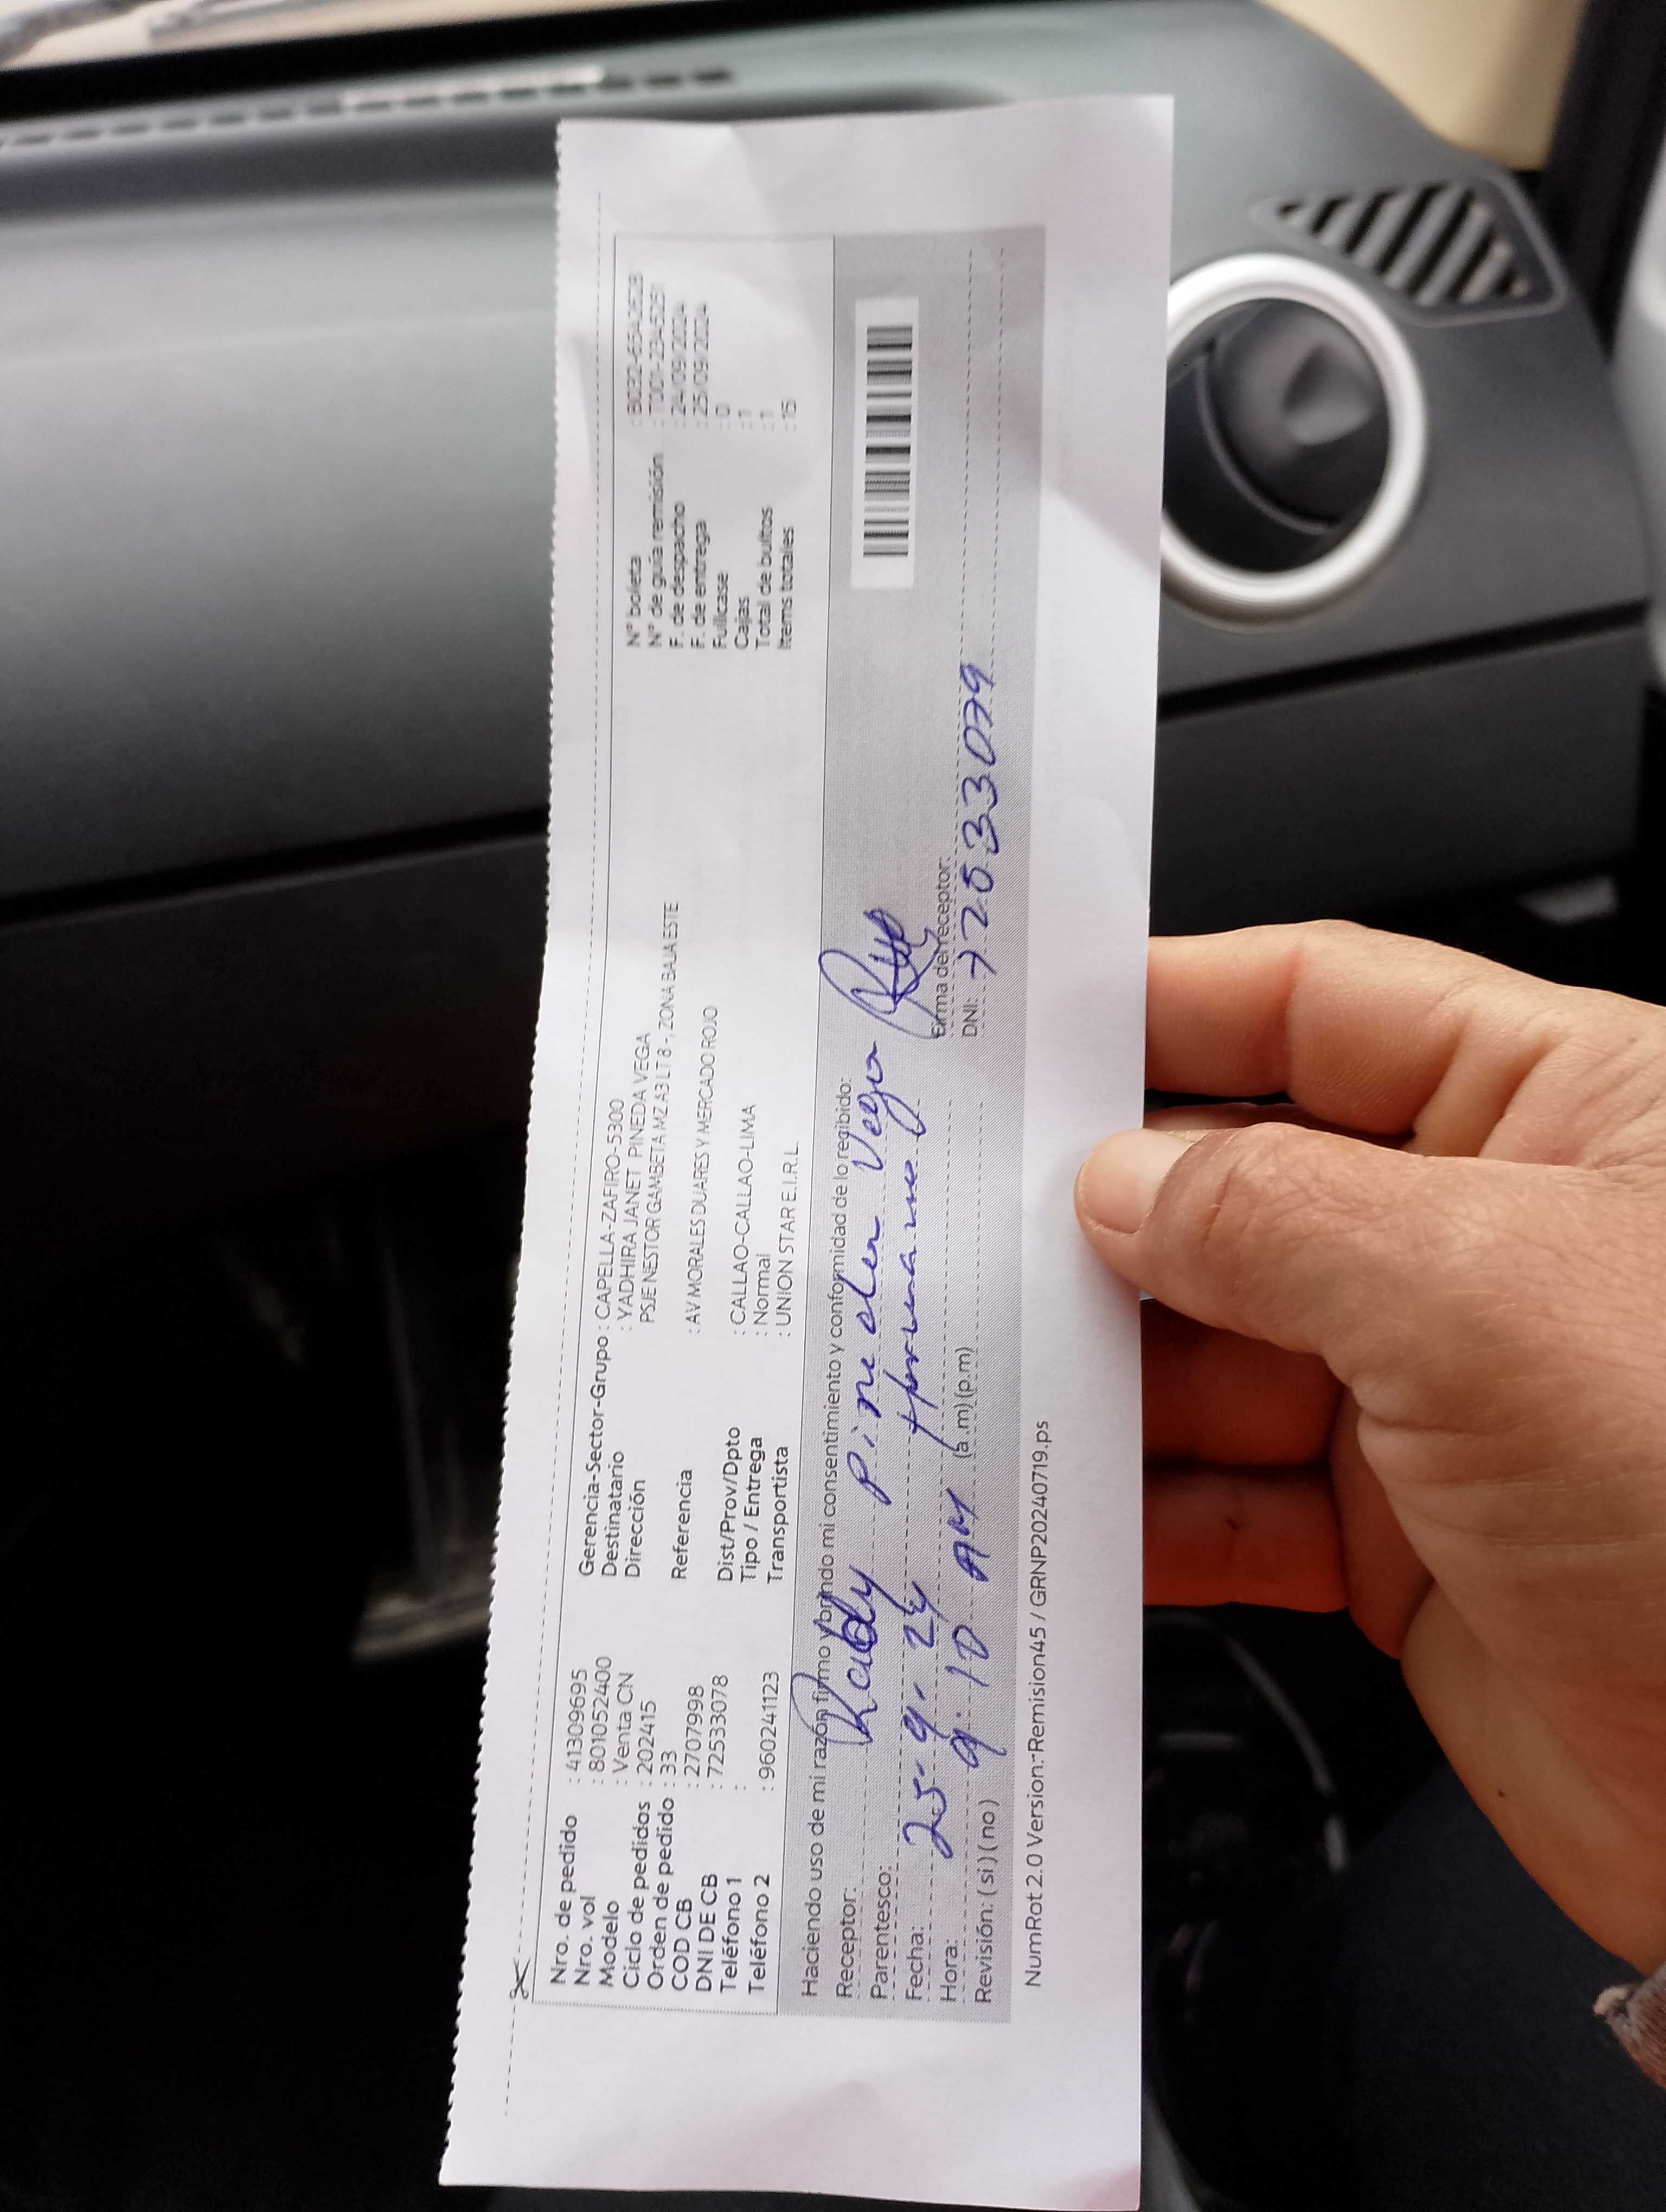 Nro. de pedido : 41309695
Nro. vol : 801052400
Modelo : Venta CN
Ciclo de pedidos : 202415
Orden de pedido : 33
COD CB : 2707998
DNI DE CB : 72533078
Teléfono 1 :
Teléfono 2 : 960241123
Gerencia-Sector-Grupo : CAPELLA-ZAFIRO-5300
Destinatario : YADHIRA JANET PINEDA VEGA
Dirección PSJE NESTOR GAMBETA MZ A3 LT 8 - , ZONA BAJA ESTE
Referencia : AV MORALES DUARES Y MERCADO ROJO
Dist/Prov/Dpto : CALLAO-CALLAO-LIMA
Tipo / Entrega : Normal
Transportista : UNION STAR E.I.R.L.
N° boleta
N° de guía remisión
F. de despacho : 24/09/2024
F. de entrega : 25/09/2024
Fullcase : 0
Cajas : 1
Total de bultos : 1
Items totales : 15
Haciendo uso de mi razón firmo y brindo mi consentimiento y conformidad de lo recibido:
Receptor: Pineda Vega
Parentesco: Hermano
Fecha: 25-9-24
Hora: 9:10 AM (a.m) (p.m)
Revisión: (si) (no)
Firma del receptor:
DNI: 72533079
NumRot 2.0 Version: Remision45 / GRNP20240719.ps